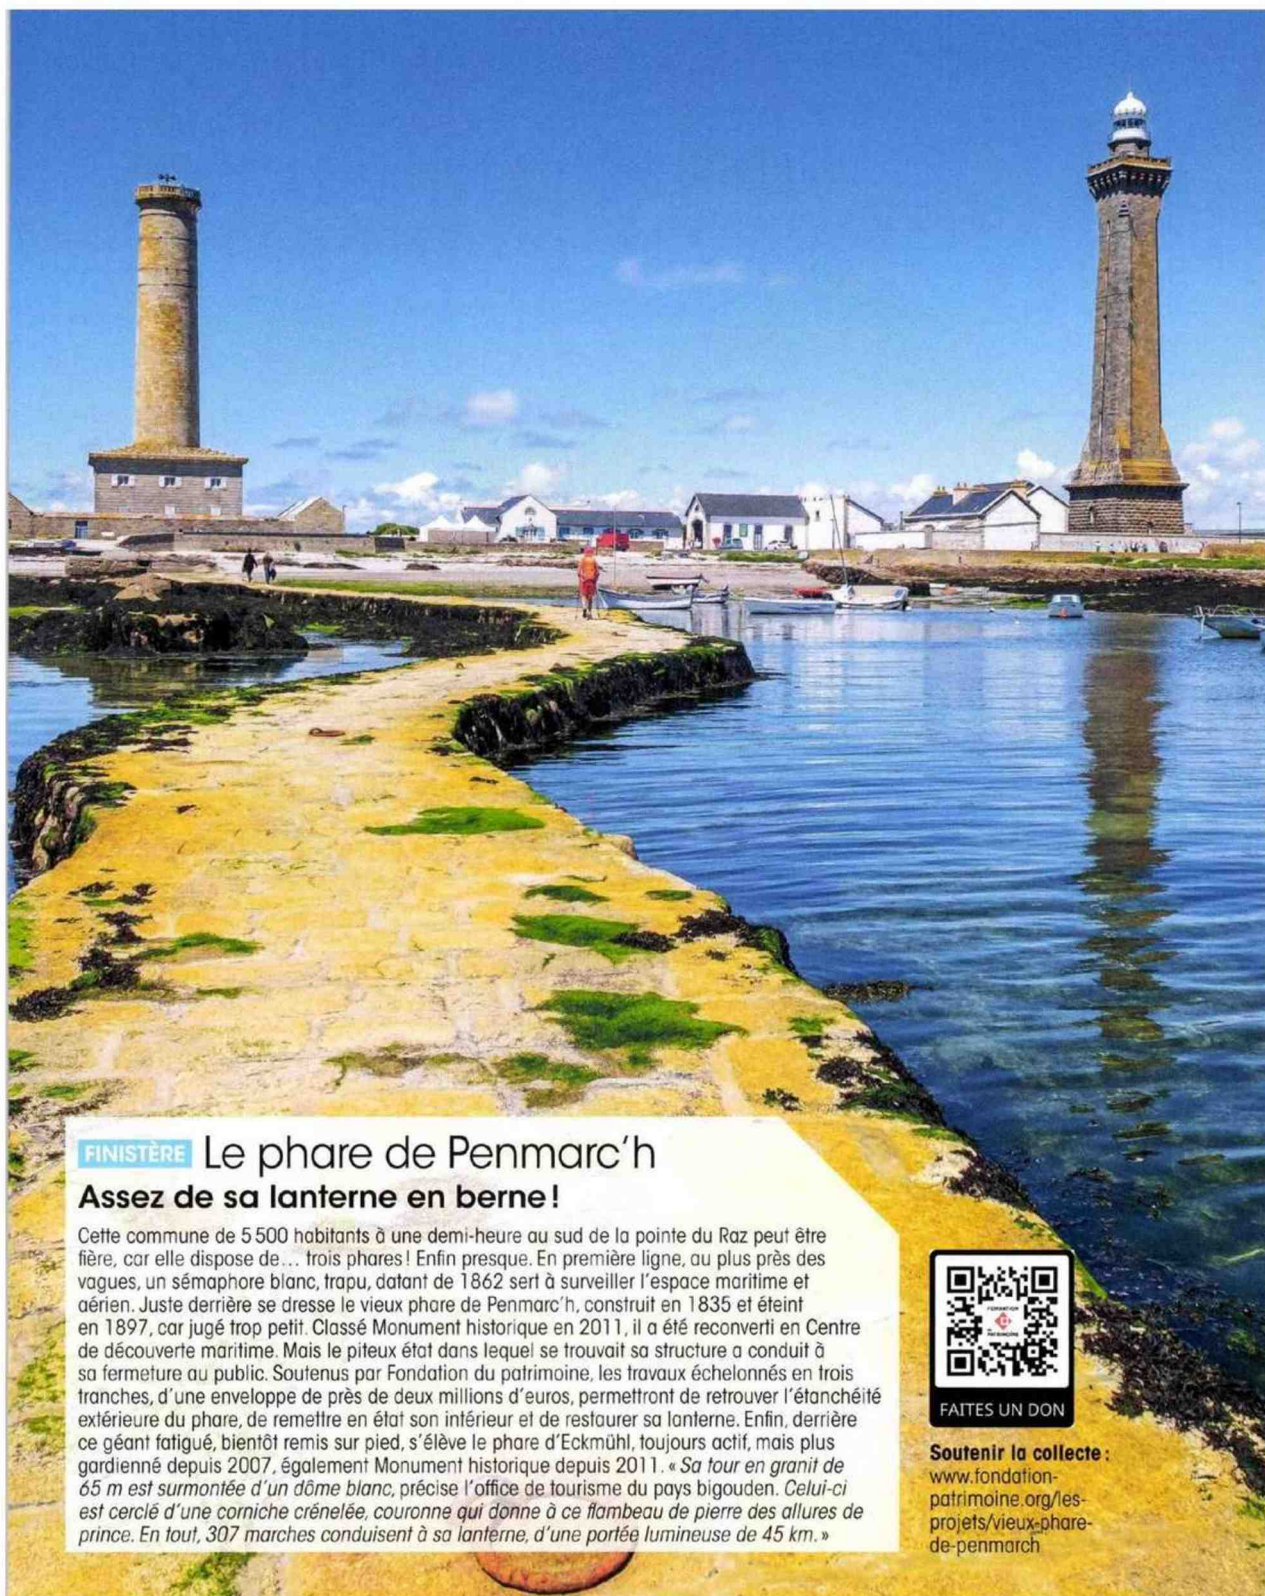 FINISTÈRE Le phare de Penmarc'h
Assez de sa lanterne en berne !
Cette commune de 5 500 habitants à une demi-heure au sud de la pointe du Raz peut être
fière, car elle dispose de… trois phares ! Enfin presque. En première ligne, au plus près des
vagues, un sémaphore blanc, trapu, datant de 1862 sert à surveiller l'espace maritime et
aérien. Juste derrière se dresse le vieux phare de Penmarc'h, construit en 1835 et éteint
en 1897, car jugé trop petit. Classé Monument historique en 2011, il a été reconverti en Centre
de découverte maritime. Mais le piteux état dans lequel se trouvait sa structure a conduit à
sa fermeture au public. Soutenus par Fondation du patrimoine, les travaux échelonnés en trois
tranches, d'une enveloppe de près de deux millions d'euros, permettront de retrouver l'étanchéité
extérieure du phare, de remettre en état son intérieur et de restaurer sa lanterne. Enfin, derrière
ce géant fatigué, bientôt remis sur pied, s'élève le phare d'Eckmühl, toujours actif, mais plus
gardienné depuis 2007, également Monument historique depuis 2011. « Sa tour en granit de
65 m est surmontée d'un dôme blanc, précise l'office de tourisme du pays bigouden. Celui-ci
est cerclé d'une corniche crénelée, couronne qui donne à ce flambeau de pierre des allures de
prince. En tout, 307 marches conduisent à sa lanterne, d'une portée lumineuse de 45 km. »
FONDATION
PATRIMOINE
FAITES UN DON
Soutenir la collecte :
www.fondation-
patrimoine.org/les-
projets/vieux-phare-
de-penmarch